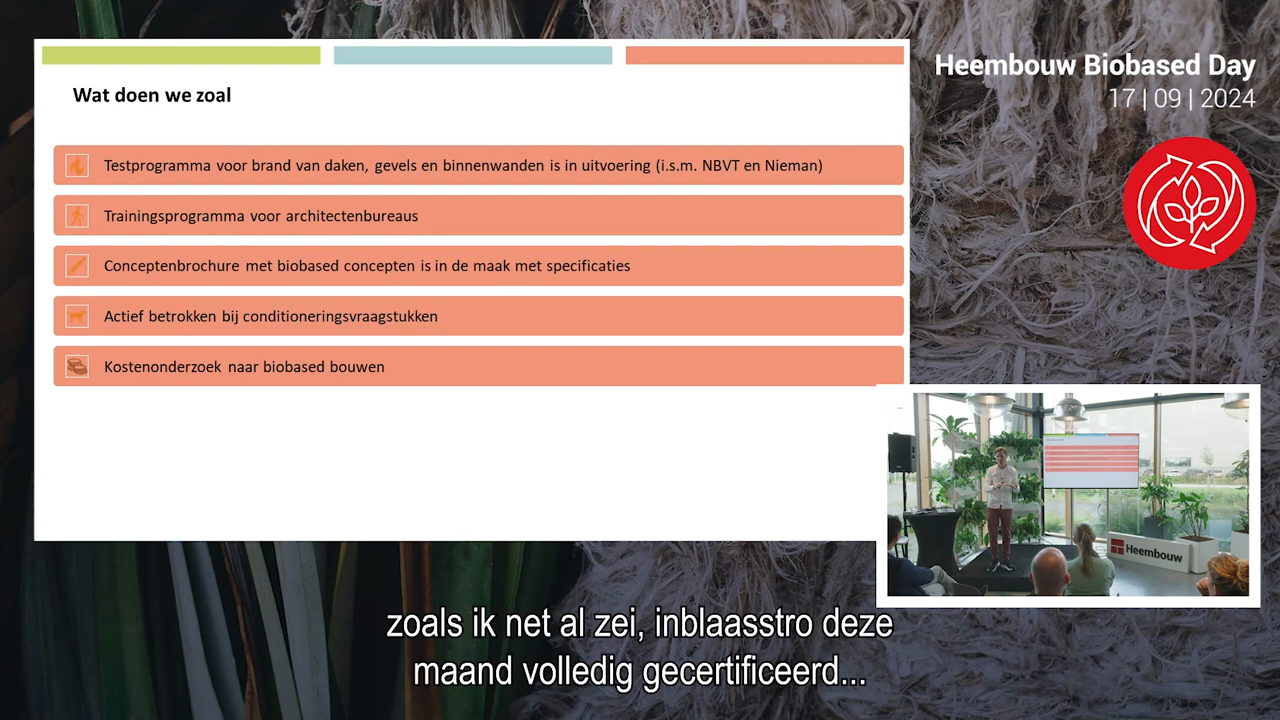 Wat doen we zoal
Testprogramma voor brand van daken, gevels en binnenwanden is in uitvoering (i.s.m. NBVT en Nieman)
Trainingsprogramma voor architectenbureaus
Conceptenbrochure met biobased concepten is in de maak met specificaties
Actief betrokken bij conditioneringsvraagstukken
Kostenonderzoek naar biobased bouwen
Heembouw Biobased Day
17 | 09 | 2024
Heembouw
zoals ik net al zei, inblaasstro deze
maand volledig gecertificeerd...